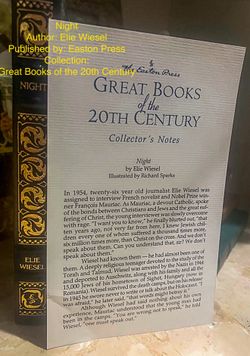 Night
Author: Elie Wiesel
Published by: Easton Press
Collection:
Great Books of the 20th Century
NIGHT
ELIE
WIESEL
The Easton Press
GREAT BOOKS
of the
20TH CENTURY
Collector's Notes
Night
by Elie Wiesel
Illustrated by Richard Sparks
In 1954, twenty-six year old journalist Elie Wiesel was
assigned to interview French novelist and Nobel Prize win-
ner François Mauriac. As Mauriac, a devout Catholic, spoke
of the bonds between Christians and Jews and the great suf-
fering of Christ, the young interviewer was slowly overcome
with rage. "I want you to know," he finally blurted out, "that
ten years ago, not very far from here, I knew Jewish chil-
dren every one of whom suffered a thousand times more,
six million times more, than Christ on the cross. And we don't
speak about them. Can you understand that, sir? We don't
speak about them."
Wiesel had known them — he had almost been one of
them. A deeply religious teenager devoted to the study of the
Torah and Talmud, Wiesel was arrested by the Nazis in 1944
and deported to Auschwitz, along with his family and all the
15,000 Jews of his hometown of Sighet, Hungary (now in
Romania). Wiesel survived the death camps, but on liberation
in 1945 he swore never to write or talk about the Holocaust. "I
was afraid," he later said, "that words might betray it."
Although Wiesel had said nothing about his own
experience, Mauriac understood that the young man had
been in the camps. "You are wrong not to speak," he told
Wiesel, "one must speak out."